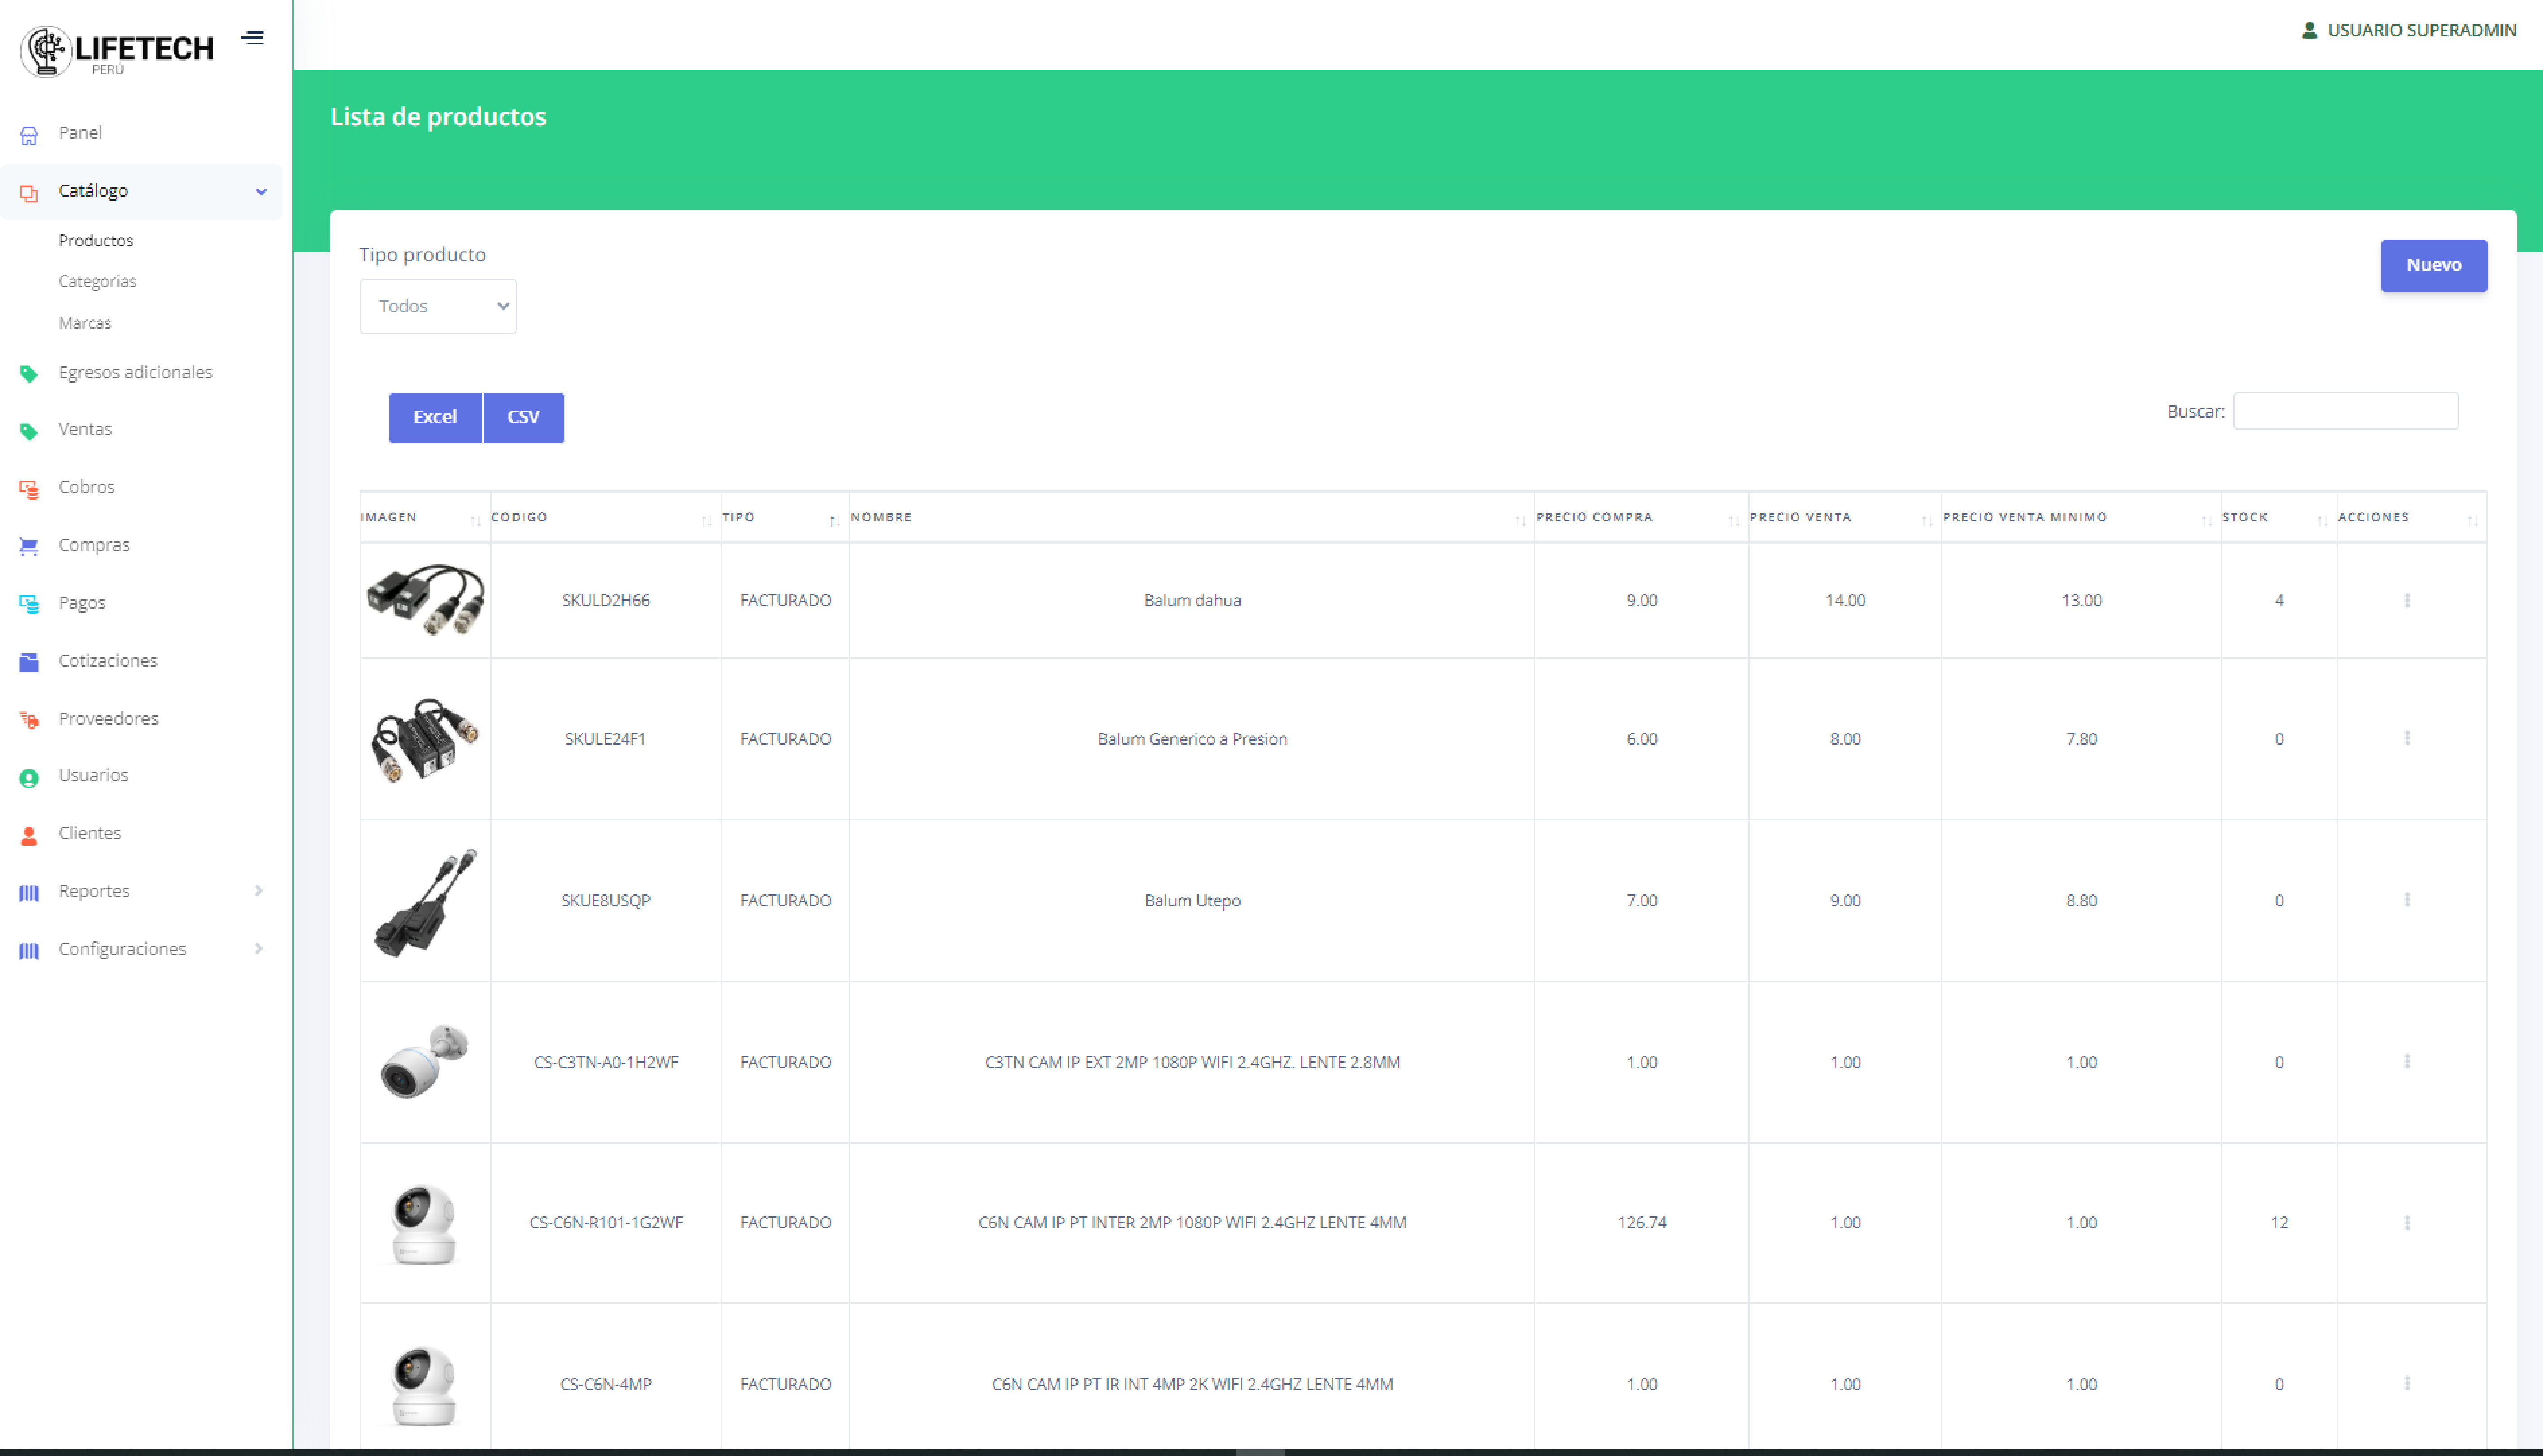 LIFETECH
PERÚ
USUARIO SUPERADMIN
Panel
Catálogo
Productos
Categorias
Marcas
Egresos adicionales
Ventas
Cobros
Compras
Pagos
Cotizaciones
Proveedores
Usuarios
Clientes
Reportes
Configuraciones
Lista de productos
Tipo producto
Todos
Nuevo
Excel CSV
Buscar:
IMAGEN CÓDIGO TIPO NOMBRE PRECIO COMPRA PRECIO VENTA PRECIO VENTA MINIMO STOCK ACCIONES
SKULD2H66 FACTURADO Balum dahua 9.00 14.00 13.00 4
SKULE24F1 FACTURADO Balum Generico a Presion 6.00 8.00 7.80 0
SKUE8USQP FACTURADO Balum Utepo 7.00 9.00 8.80 0
CS-C3TN-A0-1H2WF FACTURADO C3TN CAM IP EXT 2MP 1080P WIFI 2.4GHZ. LENTE 2.8MM 1.00 1.00 1.00 0
CS-C6N-R101-1G2WF FACTURADO C6N CAM IP PT INTER 2MP 1080P WIFI 2.4GHZ LENTE 4MM 126.74 1.00 1.00 12
CS-C6N-4MP FACTURADO C6N CAM IP PT IR INT 4MP 2K WIFI 2.4GHZ LENTE 4MM 1.00 1.00 1.00 0